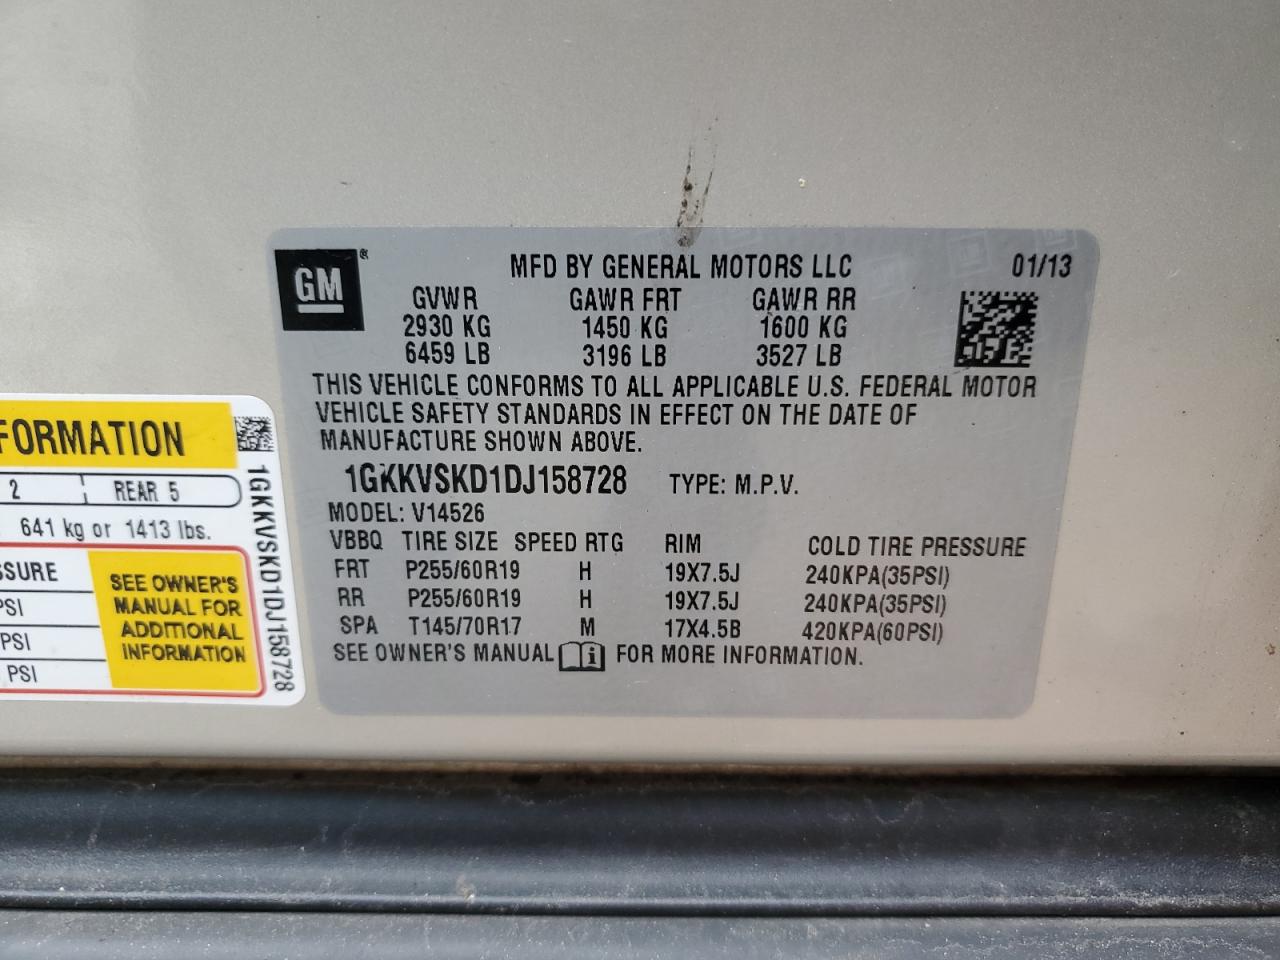 GM®
MFD BY GENERAL MOTORS LLC 01/13
GVWR GAWR FRT GAWR RR
2930 KG 1450 KG 1600 KG
6459 LB 3196 LB 3527 LB
THIS VEHICLE CONFORMS TO ALL APPLICABLE U.S. FEDERAL MOTOR
VEHICLE SAFETY STANDARDS IN EFFECT ON THE DATE OF
MANUFACTURE SHOWN ABOVE.
1GKKVSKD1DJ158728 TYPE: M.P.V.
MODEL: V14526
VBBQ TIRE SIZE SPEED RTG RIM COLD TIRE PRESSURE
FRT P255/60R19 H 19X7.5J 240KPA(35PSI)
RR P255/60R19 H 19X7.5J 240KPA(35PSI)
SPA T145/70R17 M 17X4.5B 420KPA(60PSI)
SEE OWNER'S MANUAL i FOR MORE INFORMATION.
FORMATION
2 REAR 5
641 kg or 1413 lbs.
SSURE
PSI
PSI
PSI
SEE OWNER'S
MANUAL FOR
ADDITIONAL
INFORMATION
1GKKVSKD1DJ158728